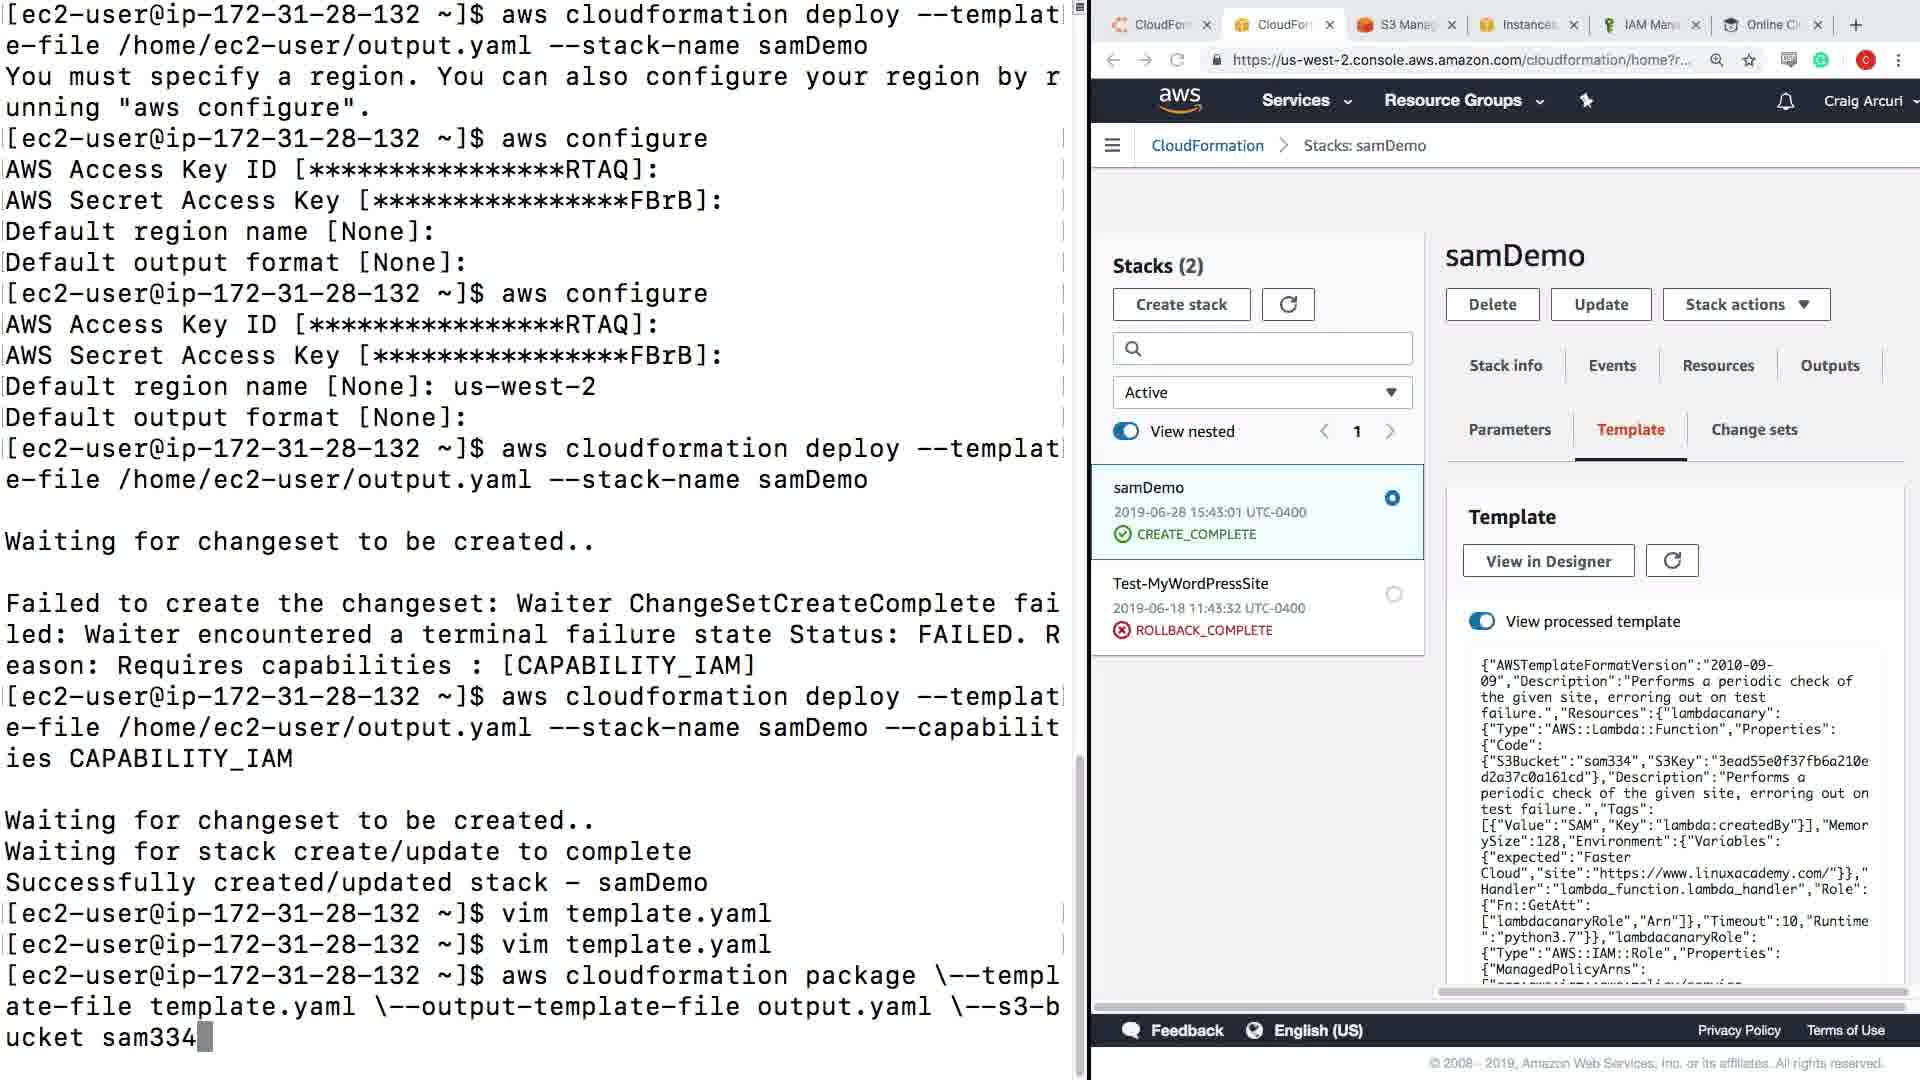 [ec2-user@ip-172-31-28-132 ~]$ aws cloudformation deploy --templat
e-file /home/ec2-user/output.yaml --stack-name samDemo
You must specify a region. You can also configure your region by r
unning "aws configure".
[ec2-user@ip-172-31-28-132 ~]$ aws configure
AWS Access Key ID [****************RTAQ]:
AWS Secret Access Key [****************FBrB]:
Default region name [None]:
Default output format [None]:
[ec2-user@ip-172-31-28-132 ~]$ aws configure
AWS Access Key ID [****************RTAQ]:
AWS Secret Access Key [****************FBrB]:
Default region name [None]: us-west-2
Default output format [None]:
[ec2-user@ip-172-31-28-132 ~]$ aws cloudformation deploy --templat
e-file /home/ec2-user/output.yaml --stack-name samDemo
Waiting for changeset to be created..
Failed to create the changeset: Waiter ChangeSetCreateComplete fai
led: Waiter encountered a terminal failure state Status: FAILED. R
eason: Requires capabilities : [CAPABILITY_IAM]
[ec2-user@ip-172-31-28-132 ~]$ aws cloudformation deploy --templat
e-file /home/ec2-user/output.yaml --stack-name samDemo --capabilit
ies CAPABILITY_IAM
Waiting for changeset to be created..
Waiting for stack create/update to complete
Successfully created/updated stack - samDemo
[ec2-user@ip-172-31-28-132 ~]$ vim template.yaml
[ec2-user@ip-172-31-28-132 ~]$ vim template.yaml
[ec2-user@ip-172-31-28-132 ~]$ aws cloudformation package \--templ
ate-file template.yaml \--output-template-file output.yaml \--s3-b
ucket sam334
CloudForm CloudForm S3 Manag Instances IAM Mana Online Cl
https://us-west-2.console.aws.amazon.com/cloudformation/home?r...
C
aws Services Resource Groups Craig Arcuri
CloudFormation Stacks: samDemo
Stacks (2)
Create stack
Active
View nested 1
samDemo
2019-06-28 15:43:01 UTC-0400
CREATE_COMPLETE
Test-MyWordPressSite
2019-06-18 11:43:32 UTC-0400
ROLLBACK_COMPLETE
samDemo
Delete Update Stack actions
Stack info Events Resources Outputs
Parameters Template Change sets
Template
View in Designer
View processed template
{"AWSTemplateFormatVersion":"2010-09-
09","Description":"Performs a periodic check of
the given site, erroring out on test
failure.","Resources":{"lambdacanary":
{"Type":"AWS::Lambda::Function","Properties":
{"Code":
{"S3Bucket":"sam334","S3Key":"3ead55e0f37fb6a210e
d2a37c0a161cd"},"Description":"Performs a
periodic check of the given site, erroring out on
test failure.","Tags":
[{"Value":"SAM","Key":"lambda:createdBy"}],"Memor
ySize":128,"Environment":{"Variables":
{"expected":"Faster
Cloud","site":"https://www.linuxacademy.com/"}},"
Handler":"lambda_function.lambda_handler","Role":
{"Fn::GetAtt":
["lambdacanaryRole","Arn"]},"Timeout":10,"Runtime
":"python3.7"}},"lambdacanaryRole":
{"Type":"AWS::IAM::Role","Properties":
{"ManagedPolicyArns":
Feedback English (US) Privacy Policy Terms of Use
© 2008 - 2019, Amazon Web Services, Inc. or its affiliates. All rights reserved.